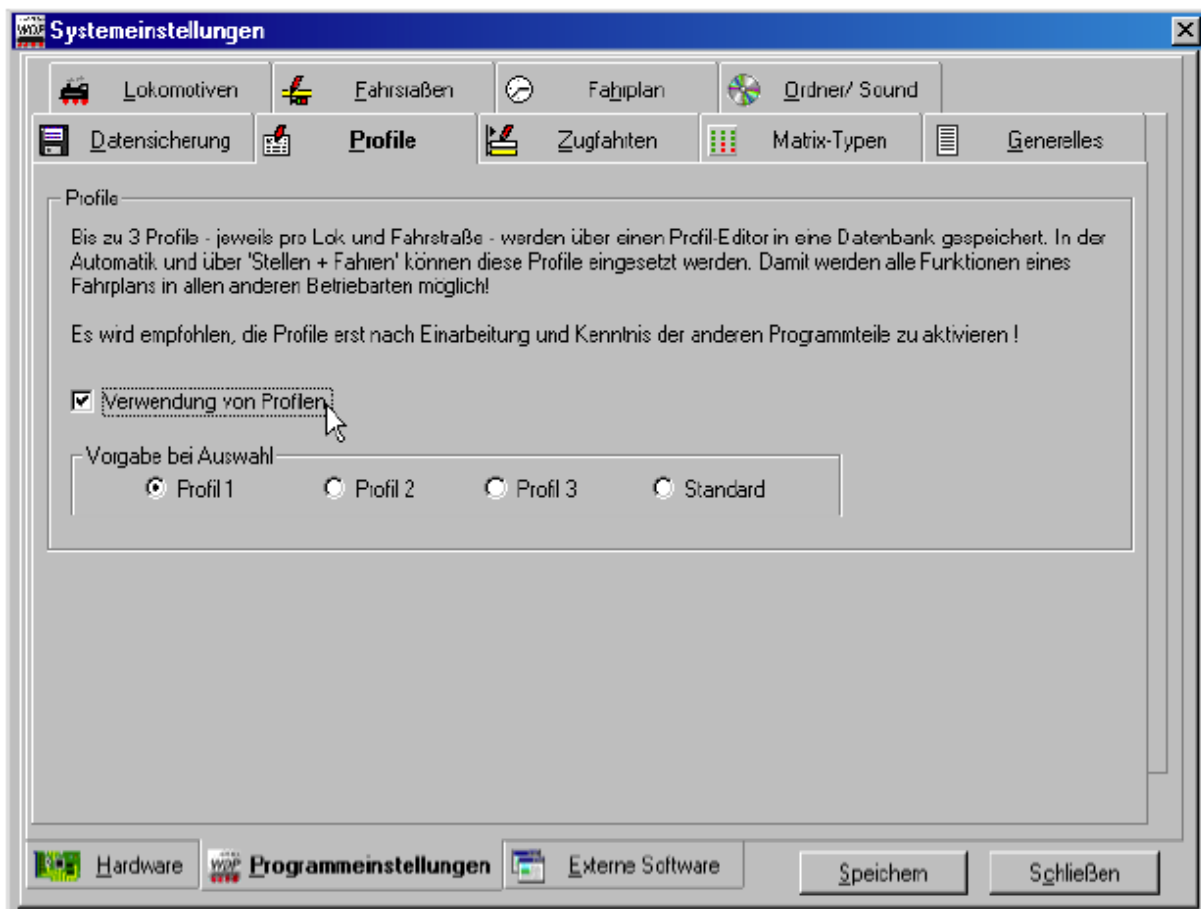 Systemeinstellungen
Lokomotiven
Fahrsraßen
Fahrplan
Ordner/ Sound
Datensicherung
Profile
Zugfahrten
Matrix-Typen
Generelles
Profile
Bis zu 3 Profile - jeweils pro Lok und Fahrstraße - werden über einen Profil-Editor in eine Datenbank gespeichert. In der
Automatik und über 'Stellen + Fahren' können diese Profile eingesetzt werden. Damit werden alle Funktionen eines
Fahrplans in allen anderen Betriebarten möglich!
Es wird empfohlen, die Profile erst nach Einarbeitung und Kenntnis der anderen Programmteile zu aktivieren !
Verwendung von Profilen
Vorgabe bei Auswahl
Profil 1
Profil 2
Profil 3
Standard
Hardware
Programmeinstellungen
Externe Software
Speichern
Schließen